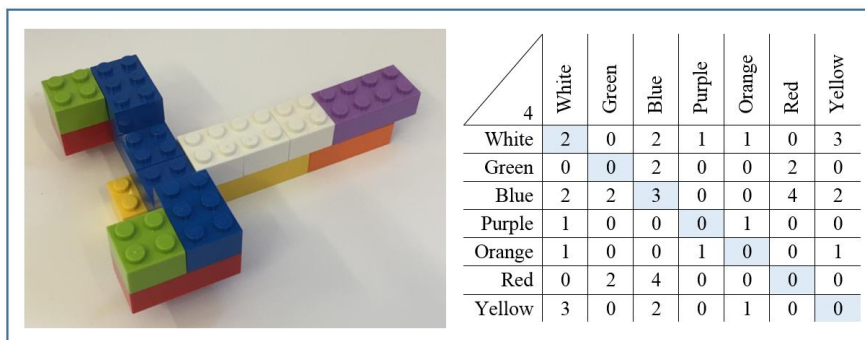 4 White Green Blue Purple Orange Red Yellow
White 2 0 2 1 1 0 3
Green 0 0 2 0 0 2 0
Blue 2 2 3 0 0 4 2
Purple 1 0 0 0 1 0 0
Orange 1 0 0 1 0 0 1
Red 0 2 4 0 0 0 0
Yellow 3 0 2 0 1 0 0